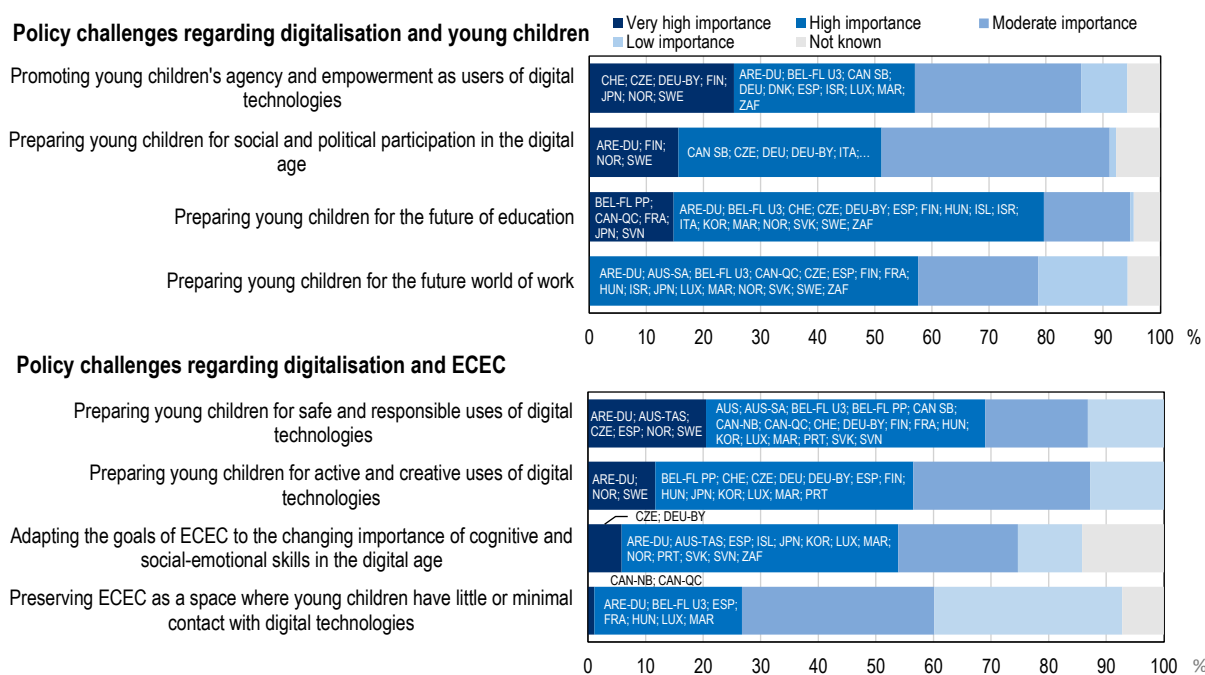 Policy challenges regarding digitalisation and young children
Very high importance
High importance
Moderate importance
Low importance
Not known
Promoting young children's agency and empowerment as users of digital
technologies
CHE; CZE; DEU-BY; FIN;
JPN; NOR; SWE
ARE-DU; BEL-FL U3; CAN SB;
DEU; DNK; ESP; ISR; LUX; MAR;
ZAF
Preparing young children for social and political participation in the digital
age
ARE-DU; FIN;
NOR; SWE
CAN SB; CZE; DEU; DEU-BY; ITA;...
Preparing young children for the future of education
BEL-FL PP;
CAN-QC; FRA;
JPN; SVN
ARE-DU; BEL-FL U3; CHE; CZE; DEU-BY; ESP; FIN; HUN; ISL; ISR;
ITA; KOR; MAR; NOR; SVK; SWE; ZAF
Preparing young children for the future world of work
ARE-DU; AUS-SA; BEL-FL U3; CAN-QC; CZE; ESP; FIN; FRA;
HUN; ISR; JPN; LUX; MAR; NOR; SVK; SWE; ZAF
0 10 20 30 40 50 60 70 80 90 100 %
Policy challenges regarding digitalisation and ECEC
Preparing young children for safe and responsible uses of digital
technologies
ARE-DU; AUS-TAS;
CZE; ESP; NOR; SWE
AUS; AUS-SA; BEL-FL U3; BEL-FL PP; CAN SB;
CAN-NB; CAN-QC; CHE; DEU-BY; FIN; FRA; HUN;
KOR; LUX; MAR; PRT; SVK; SVN
Preparing young children for active and creative uses of digital
technologies
ARE-DU;
NOR; SWE
BEL-FL PP; CHE; CZE; DEU; DEU-BY; ESP; FIN;
HUN; JPN; KOR; LUX; MAR; PRT
Adapting the goals of ECEC to the changing importance of cognitive and
social-emotional skills in the digital age
CZE; DEU-BY
ARE-DU; AUS-TAS; ESP; ISL; JPN; KOR; LUX; MAR;
NOR; PRT; SVK; SVN; ZAF
Preserving ECEC as a space where young children have little or minimal
contact with digital technologies
CAN-NB; CAN-QC
ARE-DU; BEL-FL U3; ESP;
FRA; HUN; LUX; MAR
0 10 20 30 40 50 60 70 80 90 100 %